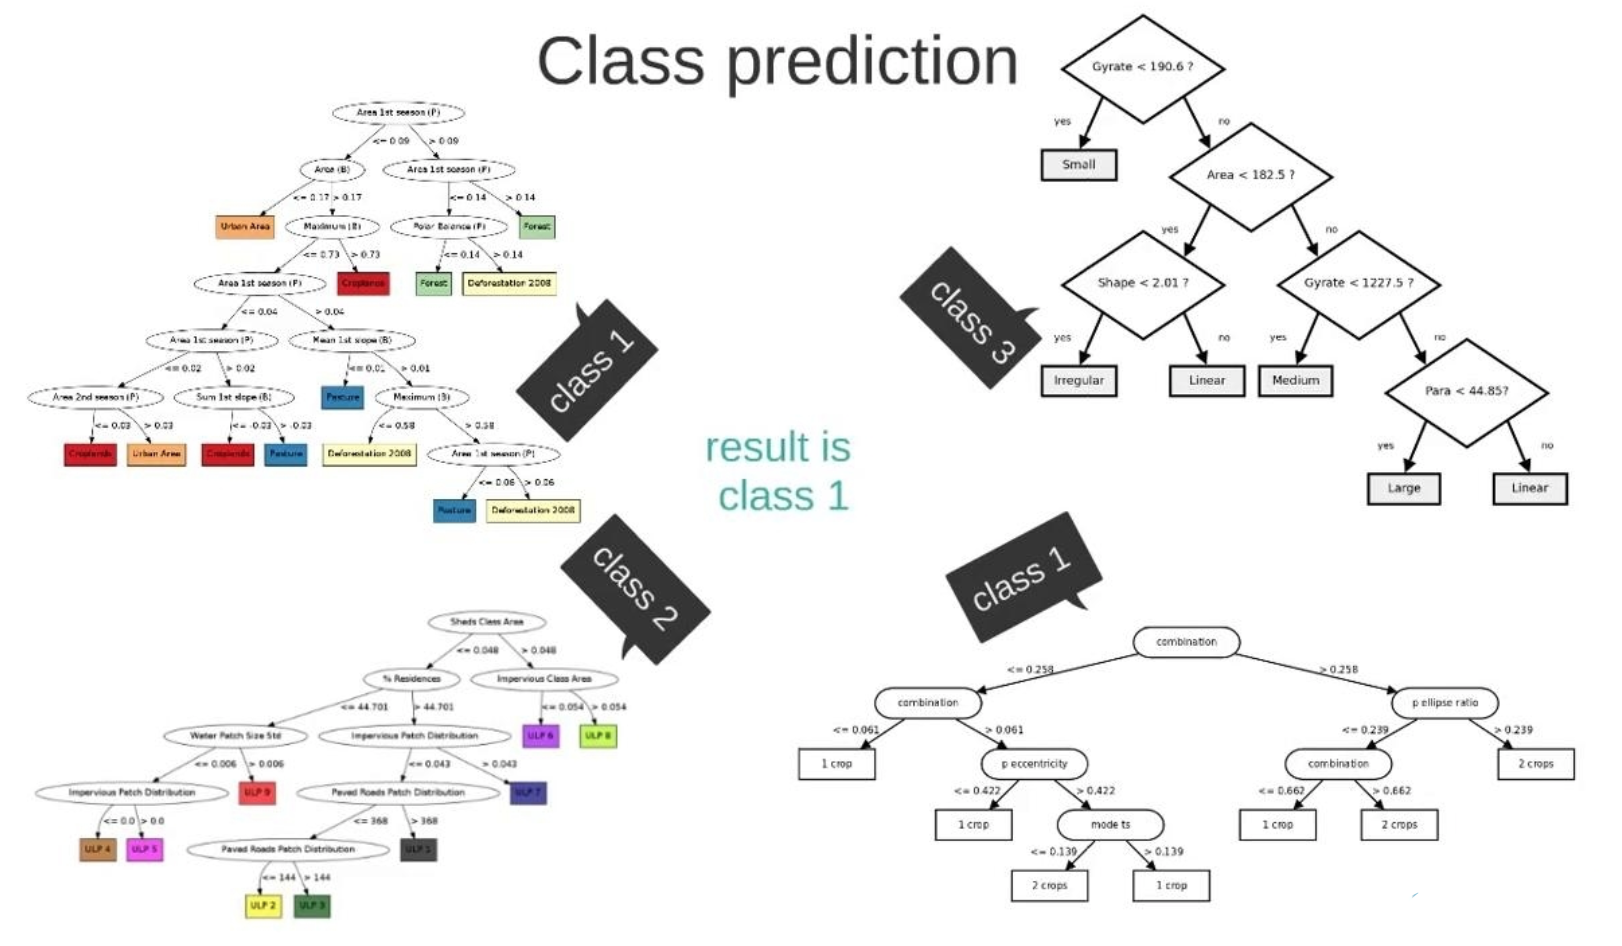 Class prediction
Area 1st season (P)
<= 0.09
> 0.09
Area (B)
Area 1st season (P)
<= 0.17
> 0.17
<= 0.14
> 0.14
Urban Area
Maximum (B)
Polar Balance (P)
Forest
<= 0.73
> 0.73
<= 0.14
> 0.14
Area 1st season (P)
Croplands
Forest
Deforestation 2008
<= 0.04
> 0.04
Area 1st season (P)
Mean 1st slope (B)
<= 0.02
> 0.02
<= 0.01
> 0.01
Area 2nd season (P)
Sum 1st slope (B)
Pasture
Maximum (B)
<= 0.03
> 0.03
<= -0.03
> -0.03
<= 0.58
> 0.58
Croplands
Urban Area
Croplands
Pasture
Deforestation 2008
Area 1st season (P)
<= 0.06
> 0.06
Pasture
Deforestation 2008
class 1
Gyrate < 190.6 ?
yes
no
Small
Area < 182.5 ?
yes
no
Shape < 2.01 ?
Gyrate < 1227.5 ?
yes
no
yes
no
Irregular
Linear
Medium
Para < 44.85?
yes
no
Large
Linear
class 3
result is
class 1
class 2
Sheds Class Area
<= 0.048
> 0.048
% Residences
Impervious Class Area
<= 44.701
> 44.701
<= 0.054
> 0.054
Water Patch Size Std
Impervious Patch Distribution
ULP 6
ULP 8
<= 0.006
> 0.006
<= 0.043
> 0.043
Impervious Patch Distribution
ULP 9
Paved Roads Patch Distribution
ULP 7
<= 0.0
> 0.0
<= 368
> 368
ULP 4
ULP 5
Paved Roads Patch Distribution
ULP 1
<= 144
> 144
ULP 2
ULP 3
class 1
combination
<= 0.258
> 0.258
combination
p ellipse ratio
<= 0.061
> 0.061
<= 0.239
> 0.239
1 crop
p eccentricity
combination
2 crops
<= 0.422
> 0.422
<= 0.662
> 0.662
1 crop
mode ts
1 crop
2 crops
<= 0.139
> 0.139
2 crops
1 crop